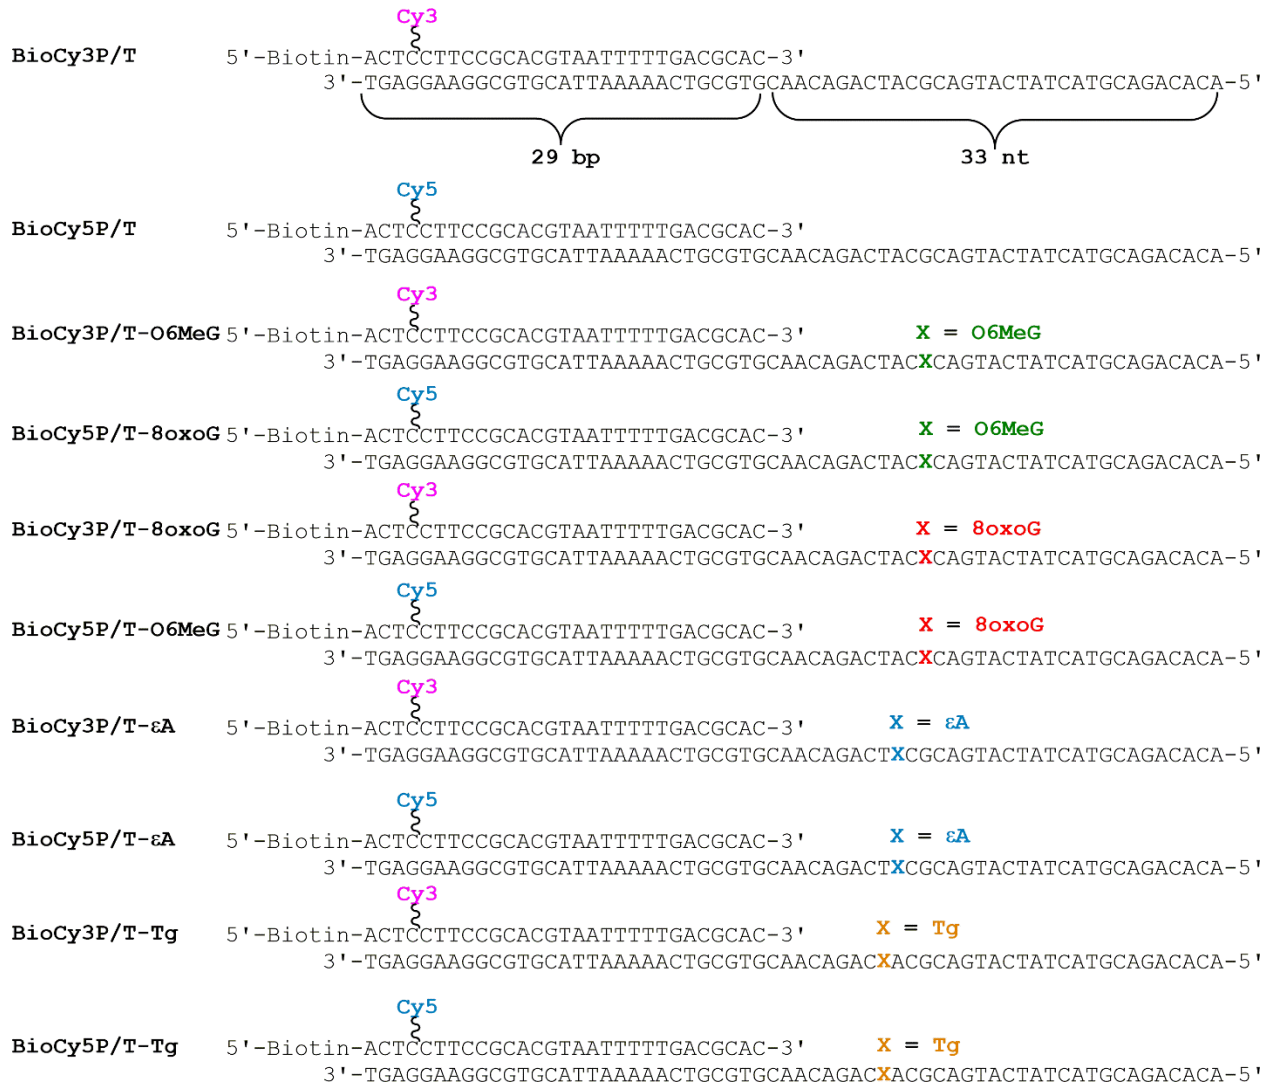 Cy3
BioCy3P/T 5'-Biotin-ACTCCTTCCGCACGTAATTTTTGACGCAC-3'
3'-TGAGGAAGGCGTGCATTAAAAACTGCGTGCAACAGACTACGCAGTACTATCATGCAGACACA-5'
29 bp 33 nt
Cy5
BioCy5P/T 5'-Biotin-ACTCCTTCCGCACGTAATTTTTGACGCAC-3'
3'-TGAGGAAGGCGTGCATTAAAAACTGCGTGCAACAGACTACGCAGTACTATCATGCAGACACA-5'
Cy3
BioCy3P/T-O6MeG 5'-Biotin-ACTCCTTCCGCACGTAATTTTTGACGCAC-3' X = O6MeG
3'-TGAGGAAGGCGTGCATTAAAAACTGCGTGCAACAGACTACXCAGTACTATCATGCAGACACA-5'
Cy5
BioCy5P/T-8oxoG 5'-Biotin-ACTCCTTCCGCACGTAATTTTTGACGCAC-3' X = O6MeG
3'-TGAGGAAGGCGTGCATTAAAAACTGCGTGCAACAGACTACXCAGTACTATCATGCAGACACA-5'
Cy3
BioCy3P/T-8oxoG 5'-Biotin-ACTCCTTCCGCACGTAATTTTTGACGCAC-3' X = 8oxoG
3'-TGAGGAAGGCGTGCATTAAAAACTGCGTGCAACAGACTACXCAGTACTATCATGCAGACACA-5'
Cy5
BioCy5P/T-O6MeG 5'-Biotin-ACTCCTTCCGCACGTAATTTTTGACGCAC-3' X = 8oxoG
3'-TGAGGAAGGCGTGCATTAAAAACTGCGTGCAACAGACTACXCAGTACTATCATGCAGACACA-5'
Cy3
BioCy3P/T-εA 5'-Biotin-ACTCCTTCCGCACGTAATTTTTGACGCAC-3' X = εA
3'-TGAGGAAGGCGTGCATTAAAAACTGCGTGCAACAGACTXCGCAGTACTATCATGCAGACACA-5'
Cy5
BioCy5P/T-εA 5'-Biotin-ACTCCTTCCGCACGTAATTTTTGACGCAC-3' X = εA
3'-TGAGGAAGGCGTGCATTAAAAACTGCGTGCAACAGACTXCGCAGTACTATCATGCAGACACA-5'
Cy3
BioCy3P/T-Tg 5'-Biotin-ACTCCTTCCGCACGTAATTTTTGACGCAC-3' X = Tg
3'-TGAGGAAGGCGTGCATTAAAAACTGCGTGCAACAGACXACGCAGTACTATCATGCAGACACA-5'
Cy5
BioCy5P/T-Tg 5'-Biotin-ACTCCTTCCGCACGTAATTTTTGACGCAC-3' X = Tg
3'-TGAGGAAGGCGTGCATTAAAAACTGCGTGCAACAGACXACGCAGTACTATCATGCAGACACA-5'